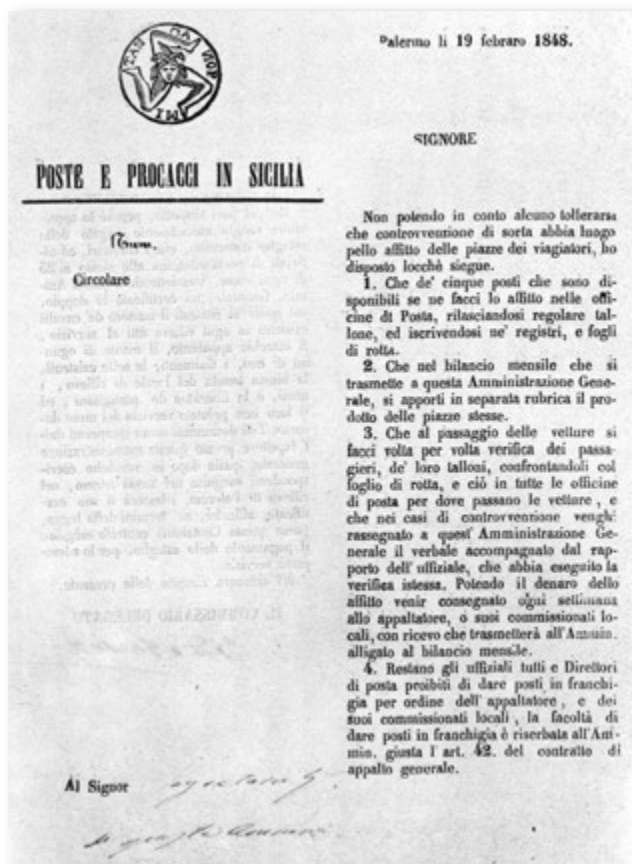 Palermo li 19 febraro 1848.
SIGNORE
POSTE E PROCACCI IN SICILIA
Num.
Circolare
Non potendo in conto alcuno tollerarsi
che controvvenzione di sorta abbia luogo
pello affitto delle piazze dei viagiatori, ho
disposto locchè siegue.
1. Che de' cinque posti che sono di-
sponibili se ne facci lo affitto nelle offi-
cine di Posta, rilasciandosi regolare tal-
lone, ed iscrivendosi ne' registri, e fogli
di rotta.
2. Che nel bilancio mensile che si
trasmette a questa Amministrazione Gene-
rale, si apporti in separata rubrica il pro-
dotto delle piazze stesse.
3. Che al passaggio delle vetture si
facci volta per volta verifica dei passa-
gieri, de' loro talloni, confrontandoli col
foglio di rotta, e ciò in tutte le officine
di posta per dove passano le vetture, e
che nei casi di controvvenzione venghi
rassegnato a quest' Amministrazione Ge-
nerale il verbale accompagnato dal rap-
porto dell' uffiziale, che abbia eseguito la
verifica istessa. Potendo il denaro dello
affitto venir consegnato ogni settimana
allo appaltatore, o suoi commissionati lo-
cali, con ricevo che trasmetterà all'Ammin.
alligato al bilancio mensile.
4. Restano gli uffiziali tutti e Direttori
di posta proibiti di dare posti in franchi-
gia per ordine dell' appaltatore, e dei
suoi commissionati locali, la facoltà di
dare posti in franchigia è riserbata all'Am-
min. giusta l' art. 42. del contratto di
appalto generale.
Al Signor